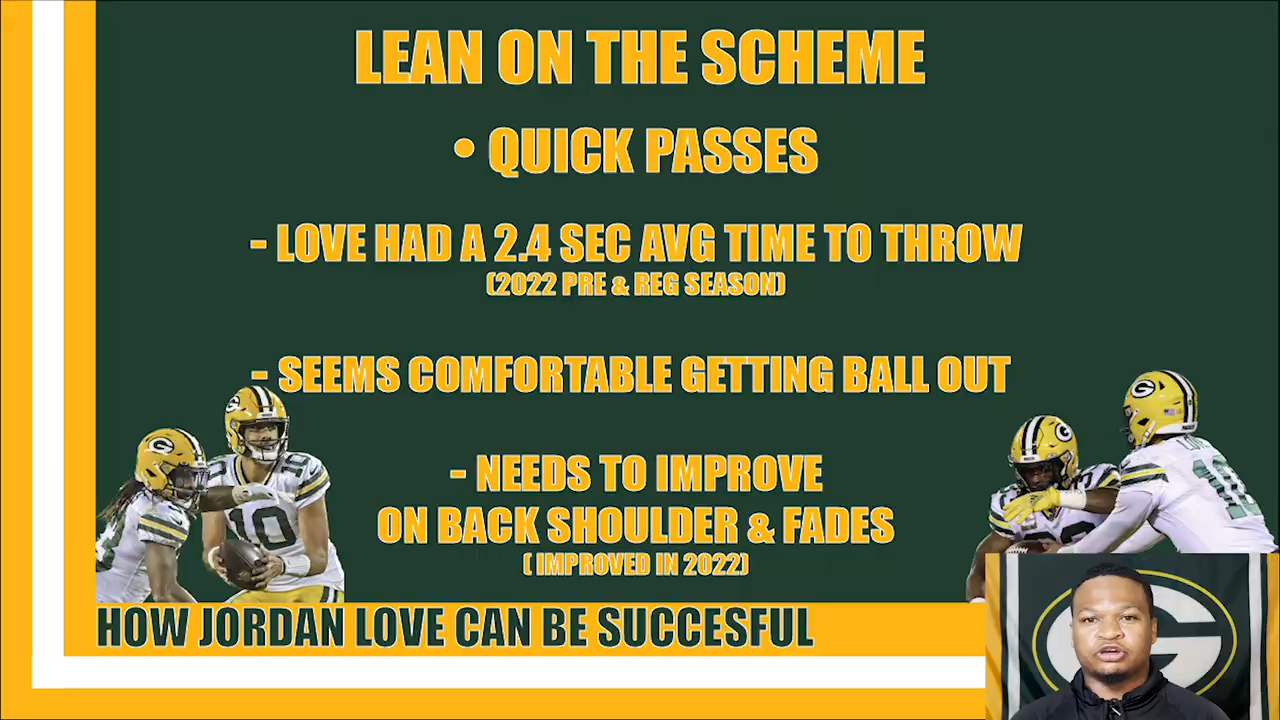 LEAN ON THE SCHEME
• QUICK PASSES
- LOVE HAD A 2.4 SEC AVG TIME TO THROW
(2022 PRE & REG SEASON)
- SEEMS COMFORTABLE GETTING BALL OUT
- NEEDS TO IMPROVE
ON BACK SHOULDER & FADES
( IMPROVED IN 2022)
HOW JORDAN LOVE CAN BE SUCCESFUL
10
10
G
G